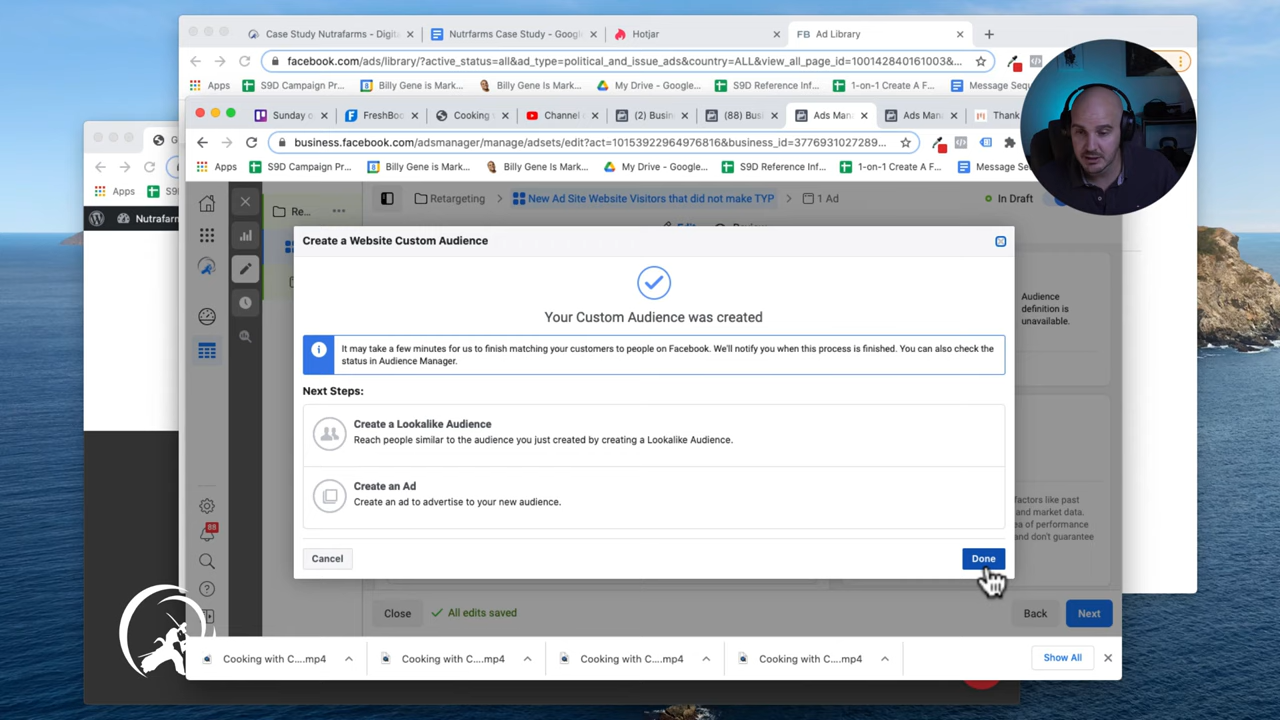 Case Study Nutrafarms - Digit
Nutrfarms Case Study - Google
Hotjar
FB Ad Library
facebook.com/ads/library/?active_status=all&ad_type=political_and_issue_ads&country=ALL&view_all_page_id=100142840161003&...
Apps
S9D Campaign Pr...
Billy Gene is Mark...
Billy Gene Is Mark...
My Drive - Google...
S9D Reference Inf...
1-on-1 Create A F...
Message Seq
Sunday o
FreshBoo
Cooking
Channel
(2) Busin
(88) Busi
Ads Man
Ads Man
Thank
business.facebook.com/adsmanager/manage/adsets/edit?act=10153922964976816&business_id=3776931027289...
Apps
S9D Campaign Pr...
Billy Gene is Mark...
Billy Gene Is Mark...
My Drive - Google...
S9D Reference Inf...
1-on-1 Create A F...
Message Seq
G
Apps
S9
Nutrafarm
Re...
Retargeting
New Ad Site Website Visitors that did not make TYP
1 Ad
In Draft
Edit
Review
Create a Website Custom Audience
Your Custom Audience was created
It may take a few minutes for us to finish matching your customers to people on Facebook. We'll notify you when this process is finished. You can also check the
status in Audience Manager.
Next Steps:
Create a Lookalike Audience
Reach people similar to the audience you just created by creating a Lookalike Audience.
Create an Ad
Create an ad to advertise to your new audience.
Cancel
Done
Audience
definition is
unavailable.
factors like past
and market data.
ea of performance
and don't guarantee
88
Close
All edits saved
Back
Next
Cooking with C....mp4
Cooking with C....mp4
Cooking with C....mp4
Cooking with C....mp4
Show All